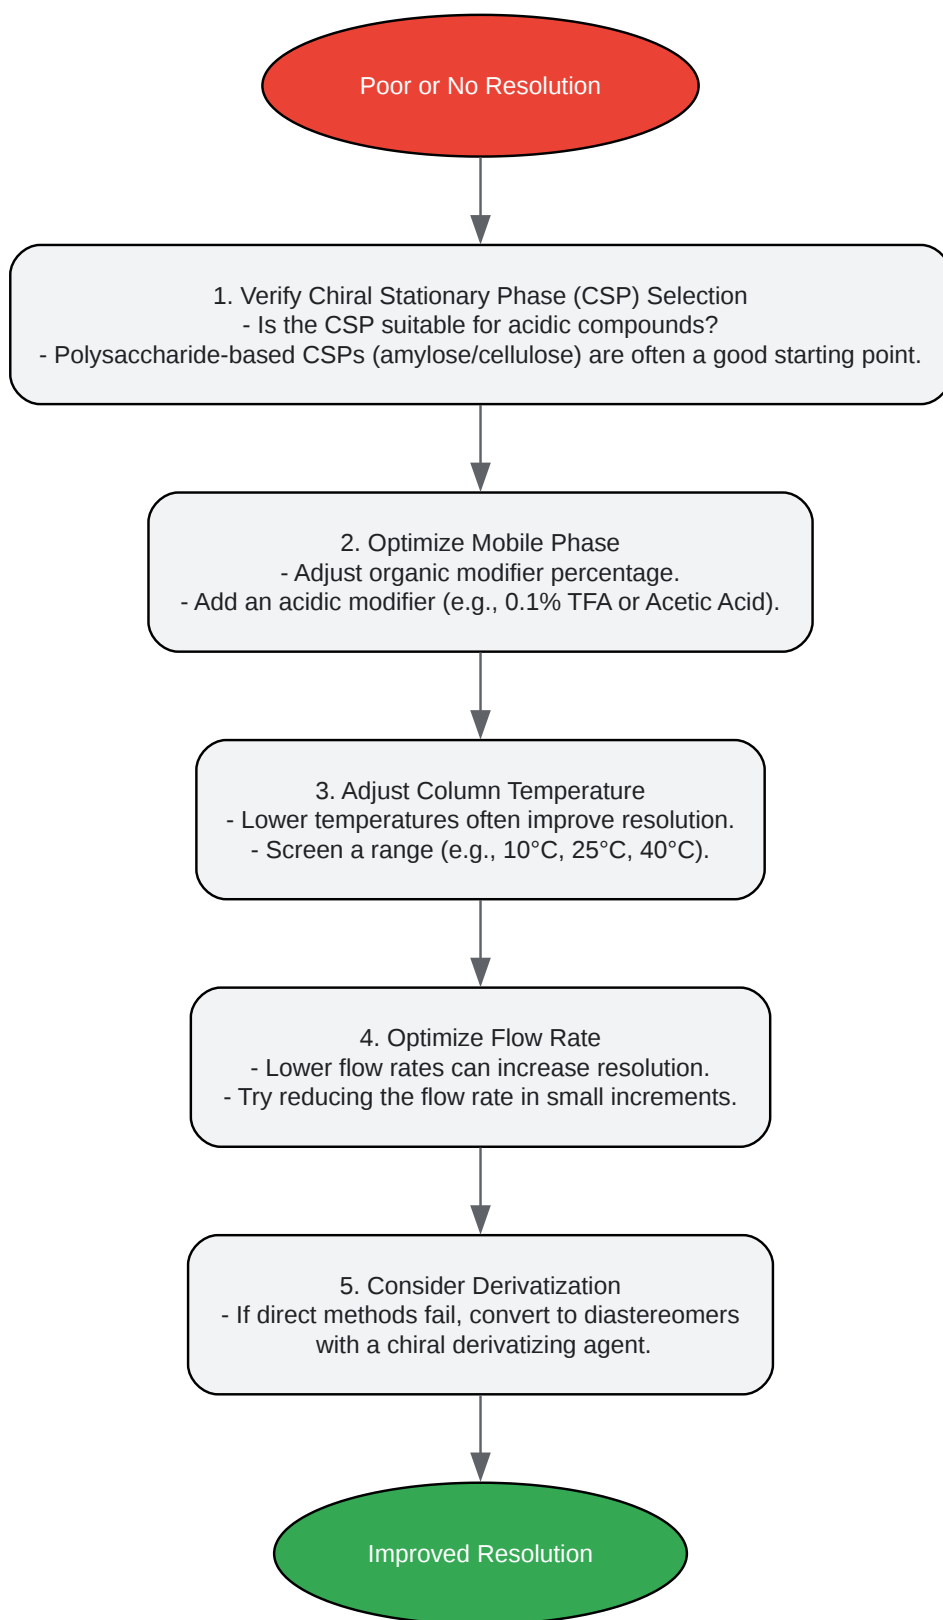 Poor or No Resolution
1. Verify Chiral Stationary Phase (CSP) Selection
- Is the CSP suitable for acidic compounds?
- Polysaccharide-based CSPs (amylose/cellulose) are often a good starting point.
2. Optimize Mobile Phase
- Adjust organic modifier percentage.
- Add an acidic modifier (e.g., 0.1% TFA or Acetic Acid).
3. Adjust Column Temperature
- Lower temperatures often improve resolution.
- Screen a range (e.g., 10°C, 25°C, 40°C).
4. Optimize Flow Rate
- Lower flow rates can increase resolution.
- Try reducing the flow rate in small increments.
5. Consider Derivatization
- If direct methods fail, convert to diastereomers
with a chiral derivatizing agent.
Improved Resolution